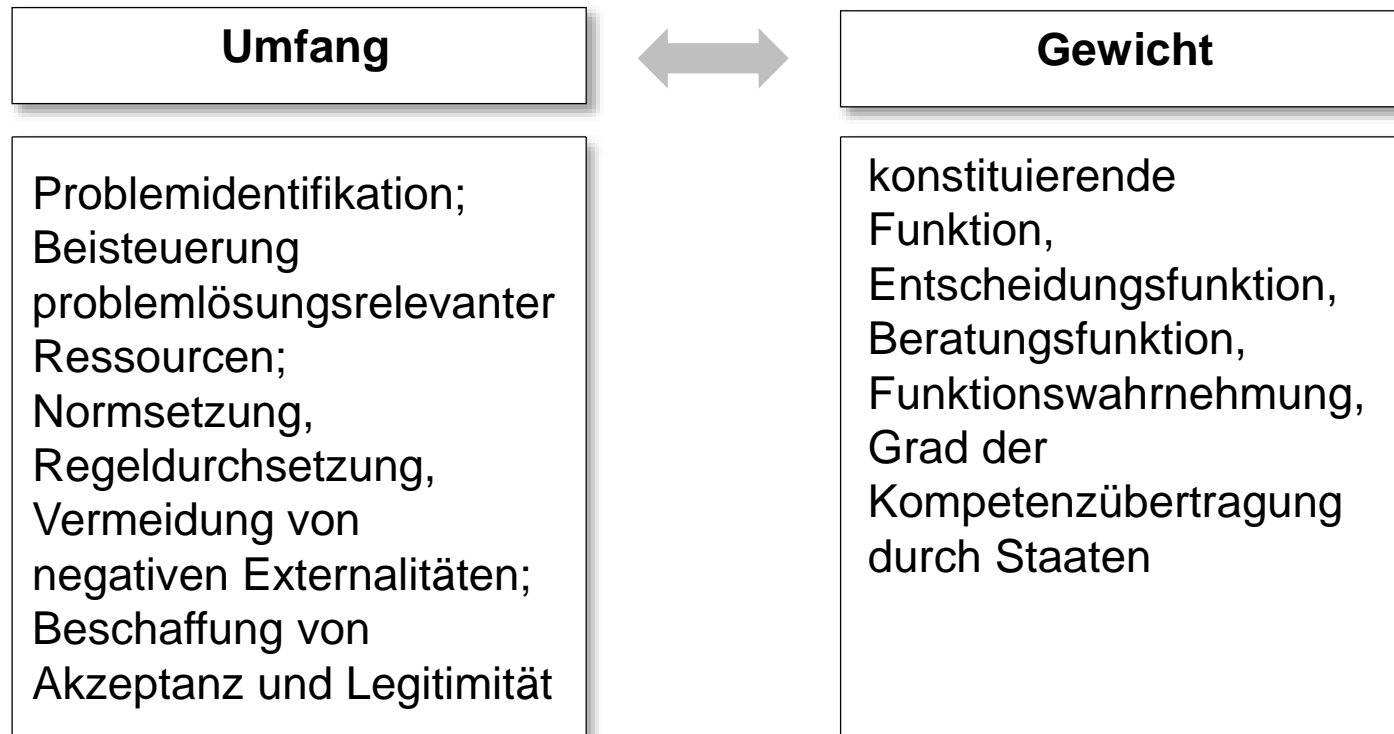 Umfang
Gewicht
Problemidentifikation;
Beisteuerung
problemlösungsrelevanter
Ressourcen;
Normsetzung,
Regeldurchsetzung,
Vermeidung von
negativen Externalitäten;
Beschaffung von
Akzeptanz und Legitimität
konstituierende
Funktion,
Entscheidungsfunktion,
Beratungsfunktion,
Funktionswahrnehmung,
Grad der
Kompetenzübertragung
durch Staaten